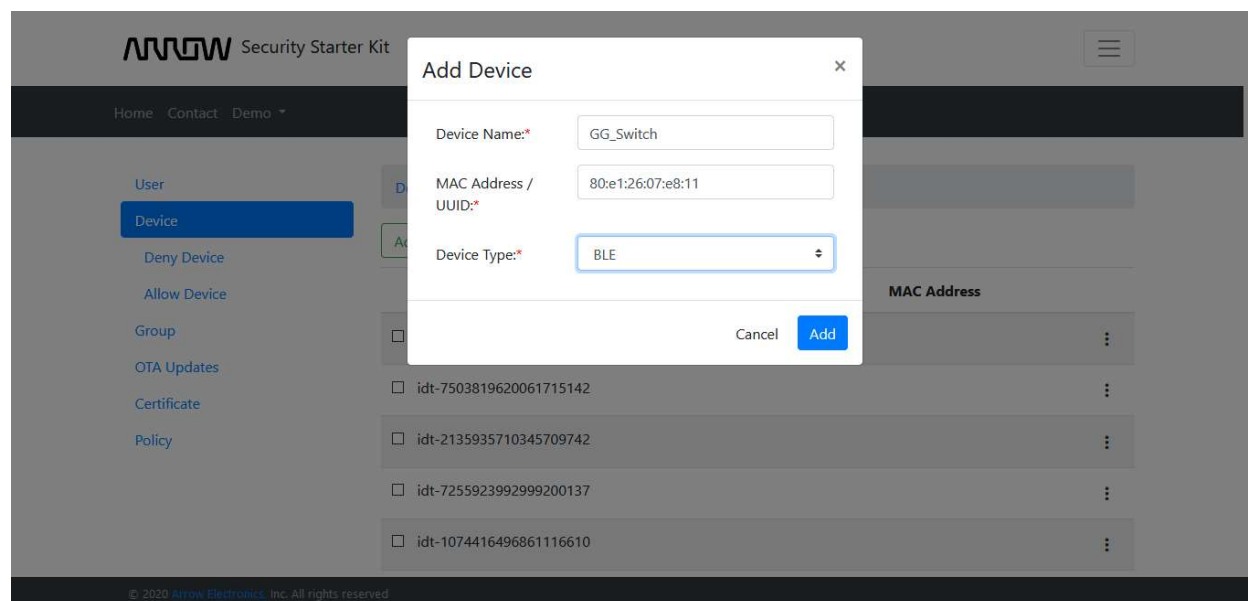 ARROW Security Starter Kit
Add Device ×
Home Contact Demo
Device Name:* GG_Switch
MAC Address / 80:e1:26:07:e8:11
UUID:*
Device Type:* BLE
Cancel Add
User
Device
Deny Device
Allow Device
Group
OTA Updates
Certificate
Policy
MAC Address
idt-7503819620061715142
idt-2135935710345709742
idt-7255923992999200137
idt-1074416496861116610
© 2020 Arrow Electronics, Inc. All rights reserved